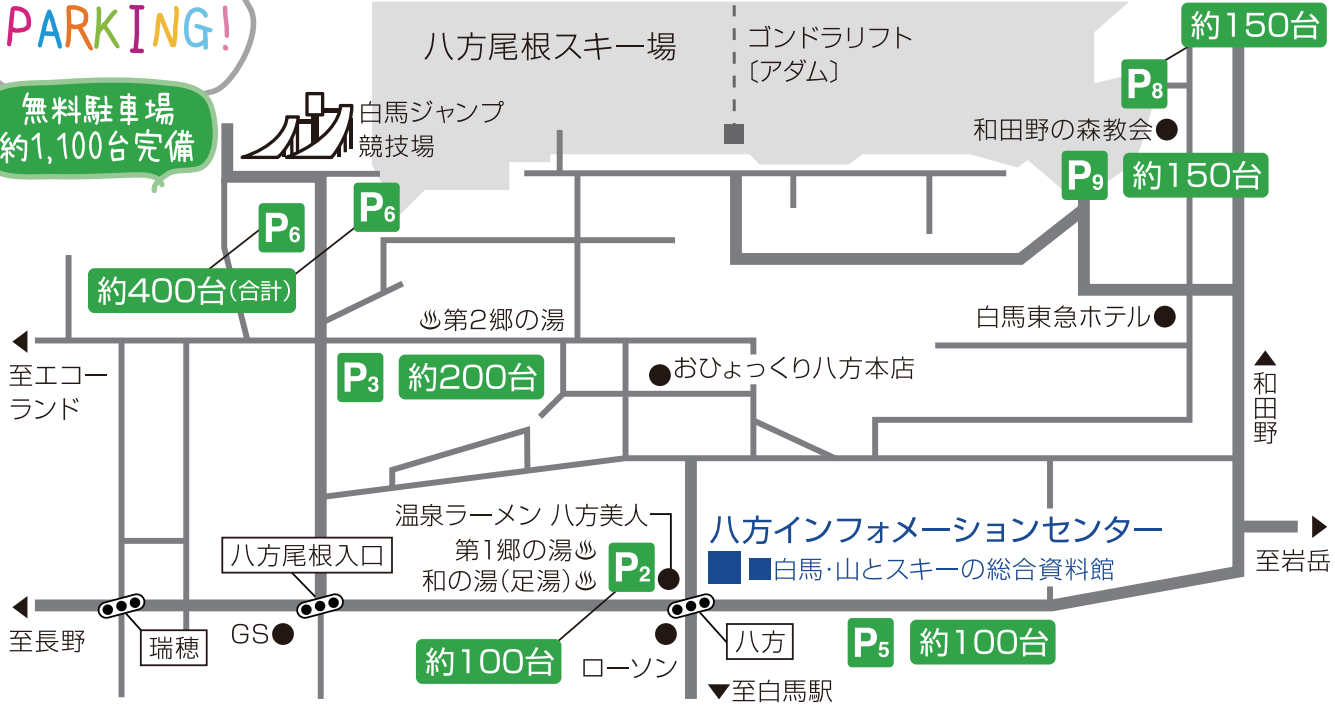 PARKING!
無料駐車場
約1,100台完備
八方尾根スキー場
ゴンドラリフト
〔アダム〕
約150台
P8
白馬ジャンプ
競技場
和田野の森教会
P9
約150台
P6
P6
約400台(合計)
第2郷の湯
白馬東急ホテル
至エコー
ランド
P3
約200台
おひょっくり八方本店
和田野
温泉ラーメン 八方美人
八方インフォメーションセンター
八方尾根入口
第1郷の湯
和の湯(足湯)
P2
白馬・山とスキーの総合資料館
至岩岳
至長野
瑞穂
GS
約100台
ローソン
八方
P5
約100台
至白馬駅